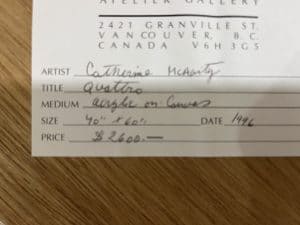 ATELIER GALLERY
2421 GRANVILLE ST.
VANCOUVER, B.C.
CANADA V6H 3G5
ARTIST Catherine McAvity
TITLE Quattro
MEDIUM acrylic on Canvas
SIZE 40" x 60" DATE 1996
PRICE $2600.—